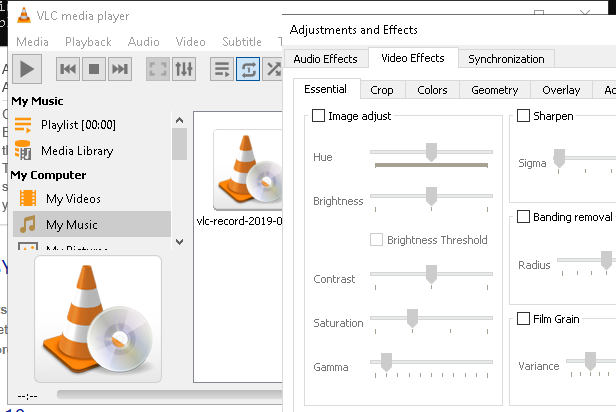 VLC media player
Media Playback Audio Video Subtitle T
My Music
Playlist [00:00]
Media Library
My Computer
My Videos
My Music
My Pictures
vlc-record-2019-0
--:--
Adjustments and Effects
Audio Effects Video Effects Synchronization
Essential Crop Colors Geometry Overlay
Image adjust
Hue
Brightness
Brightness Threshold
Contrast
Saturation
Gamma
Sharpen
Sigma
Banding removal
Radius
Film Grain
Variance